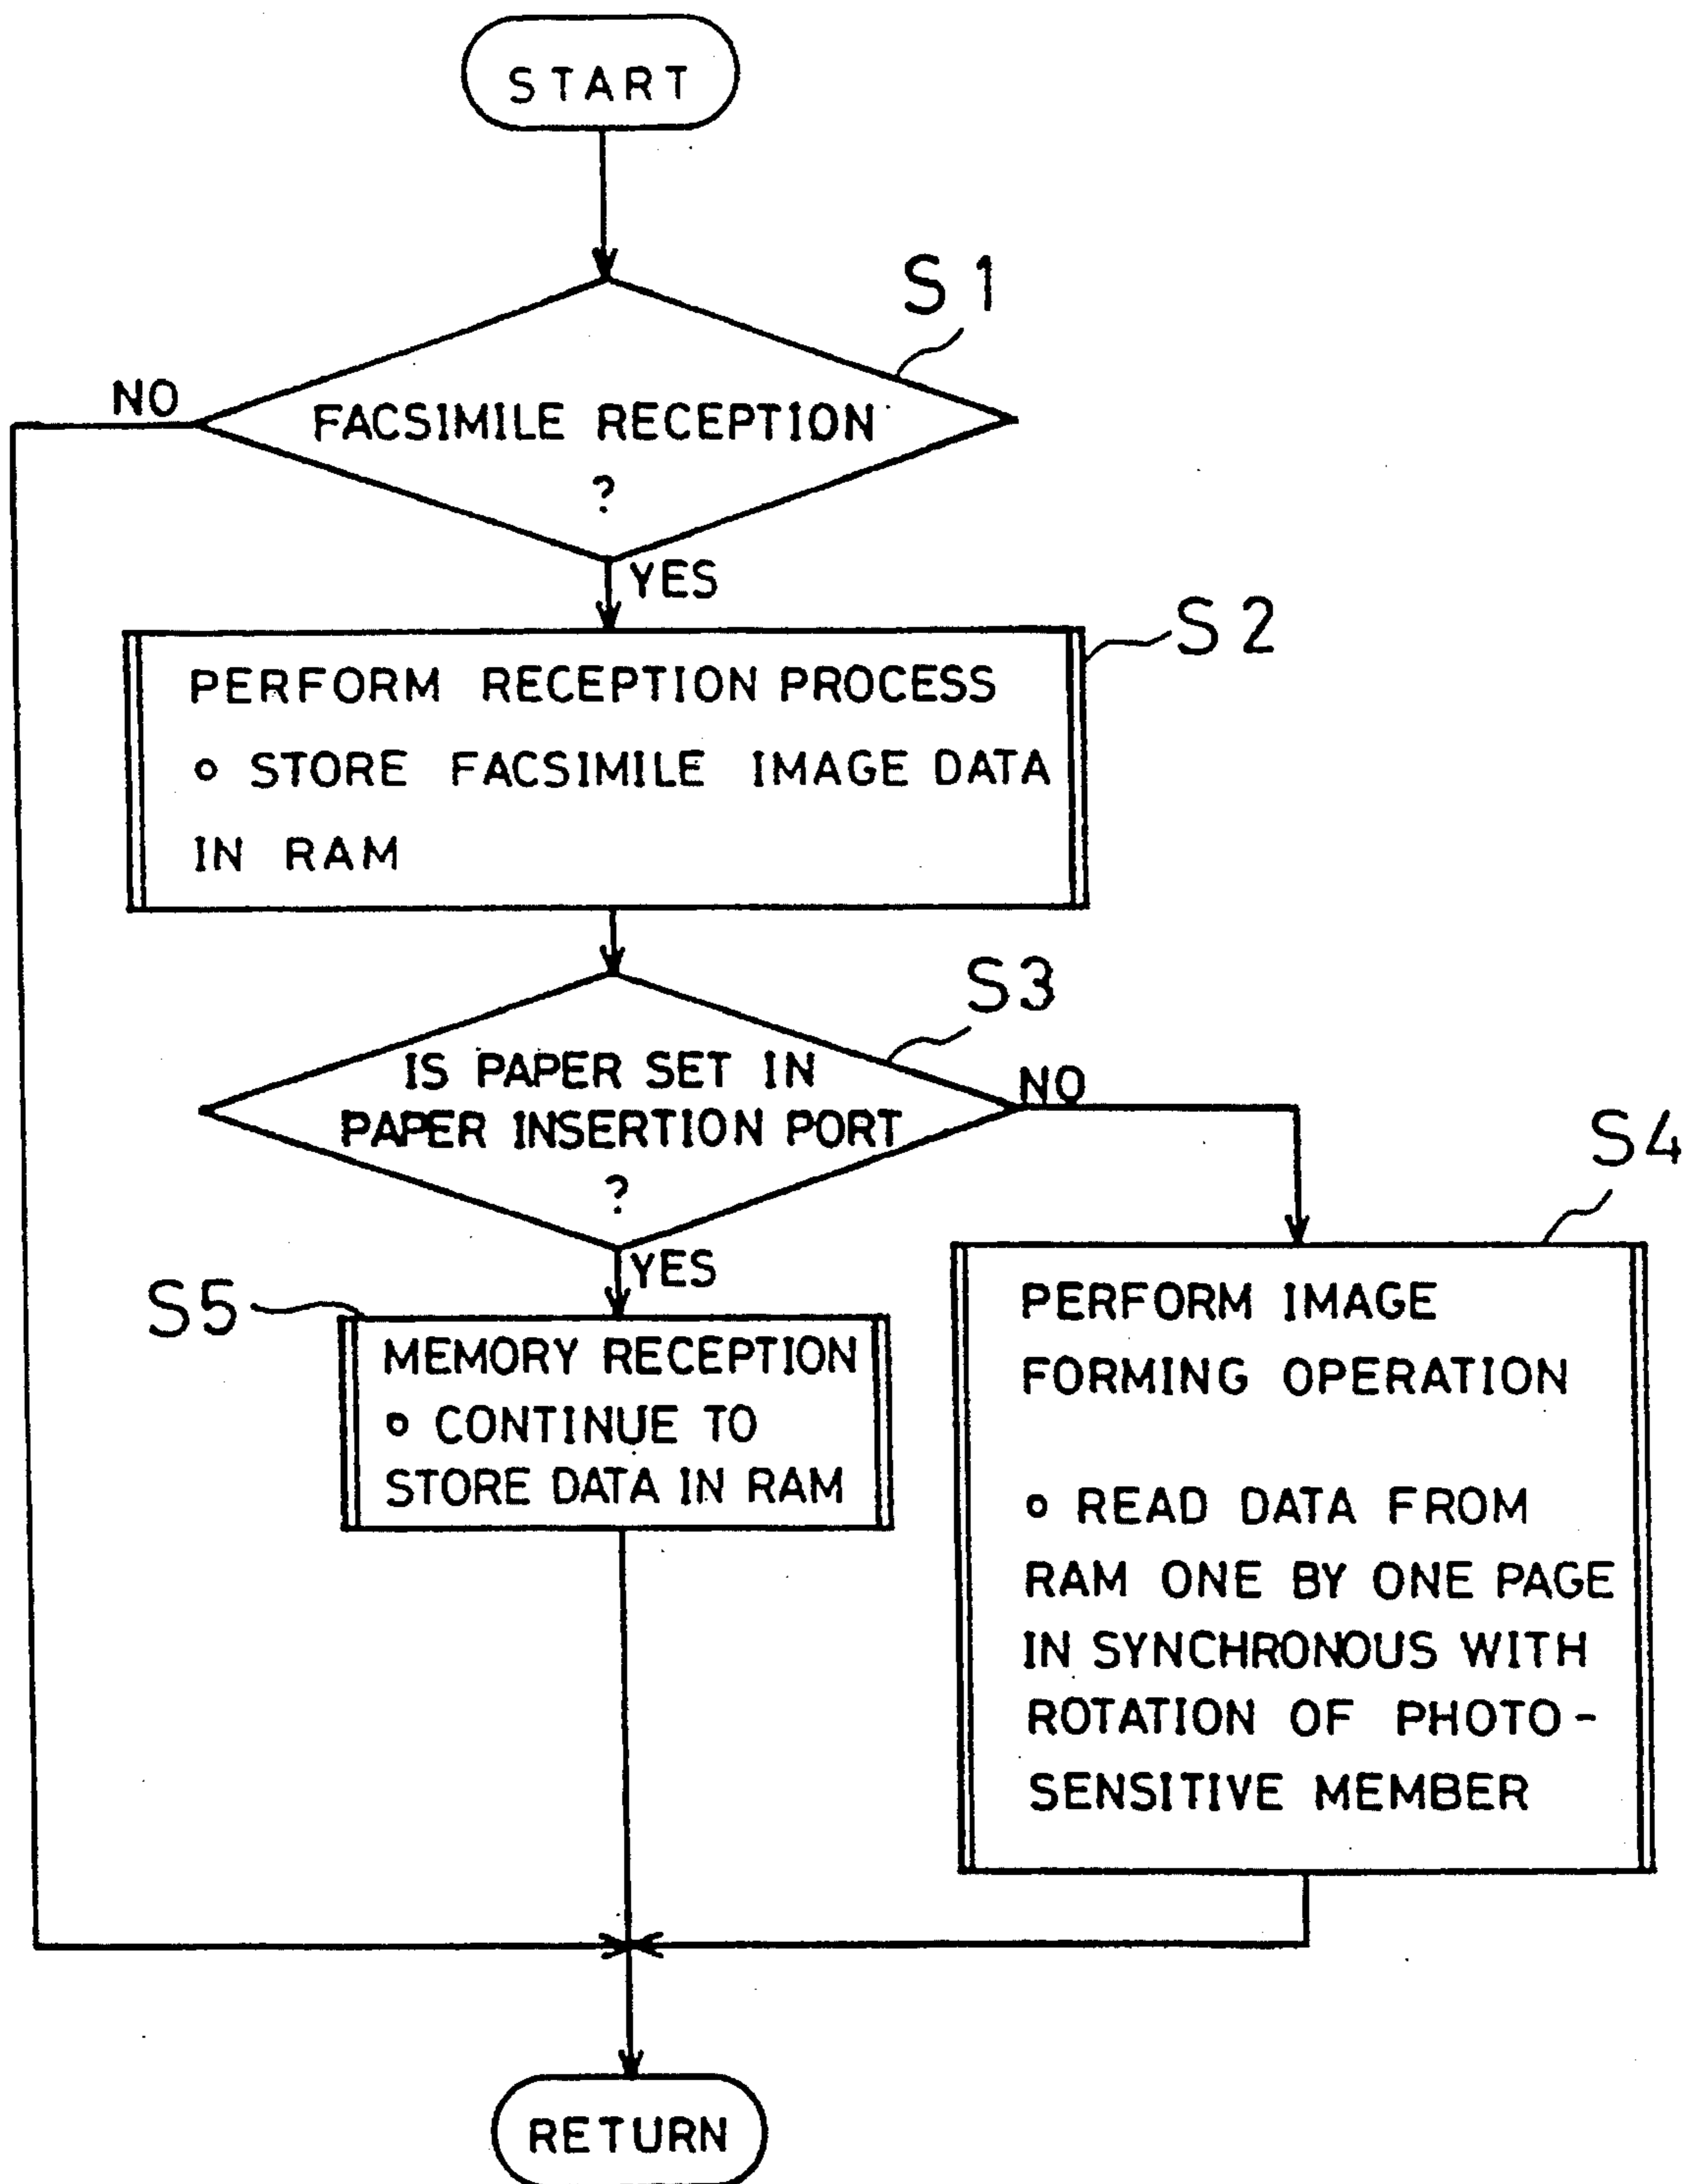 START
S1
NO
FACSIMILE RECEPTION
?
YES
S2
PERFORM RECEPTION PROCESS
o STORE FACSIMILE IMAGE DATA
IN RAM
S3
IS PAPER SET IN
PAPER INSERTION PORT
?
NO
YES
S4
S5
MEMORY RECEPTION
o CONTINUE TO
STORE DATA IN RAM
PERFORM IMAGE
FORMING OPERATION
o READ DATA FROM
RAM ONE BY ONE PAGE
IN SYNCHRONOUS WITH
ROTATION OF PHOTO-
SENSITIVE MEMBER
RETURN